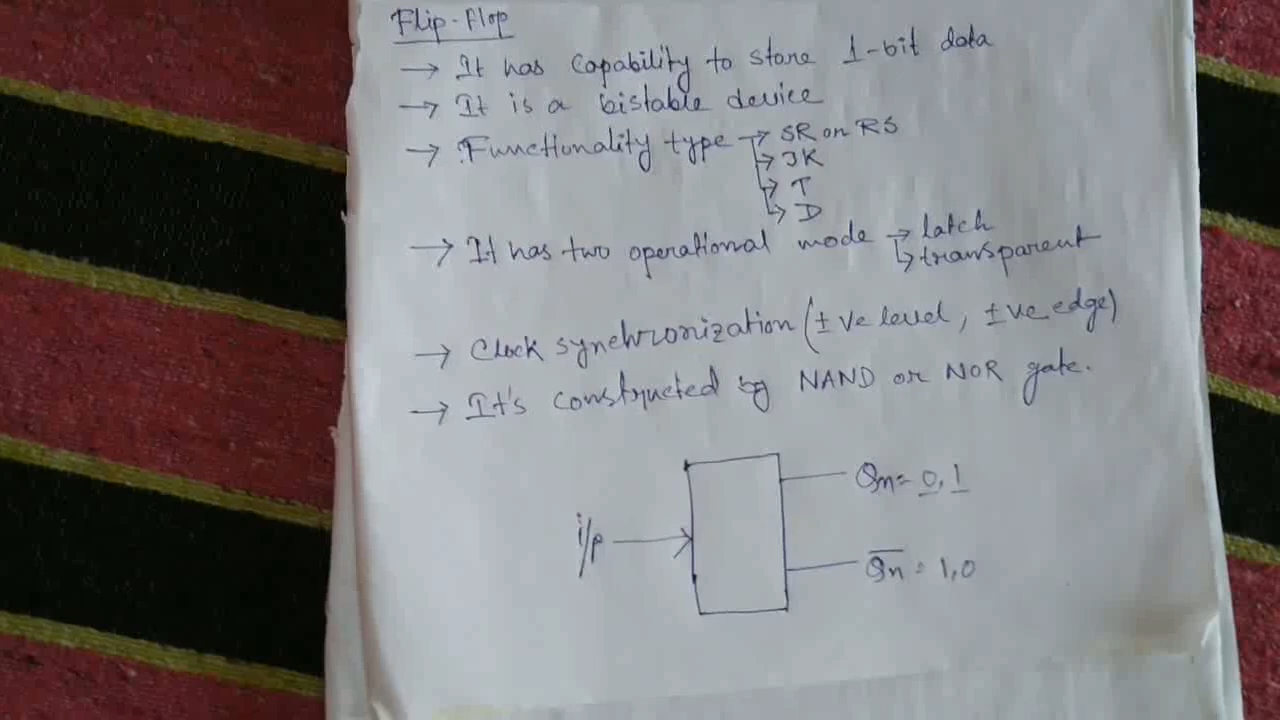 Flip-Flop
→ It has capability to store 1-bit data
→ It is a bistable device
→ Functionality type → SR or RS
→ JK
→ T
→ D
→ It has two operational mode → latch
→ transparent
→ Clock synchronization (±ve level, ±ve edge)
→ It's constructed by NAND or NOR gate.
Qn = 0, 1
i/p
Q̅n̅ = 1, 0